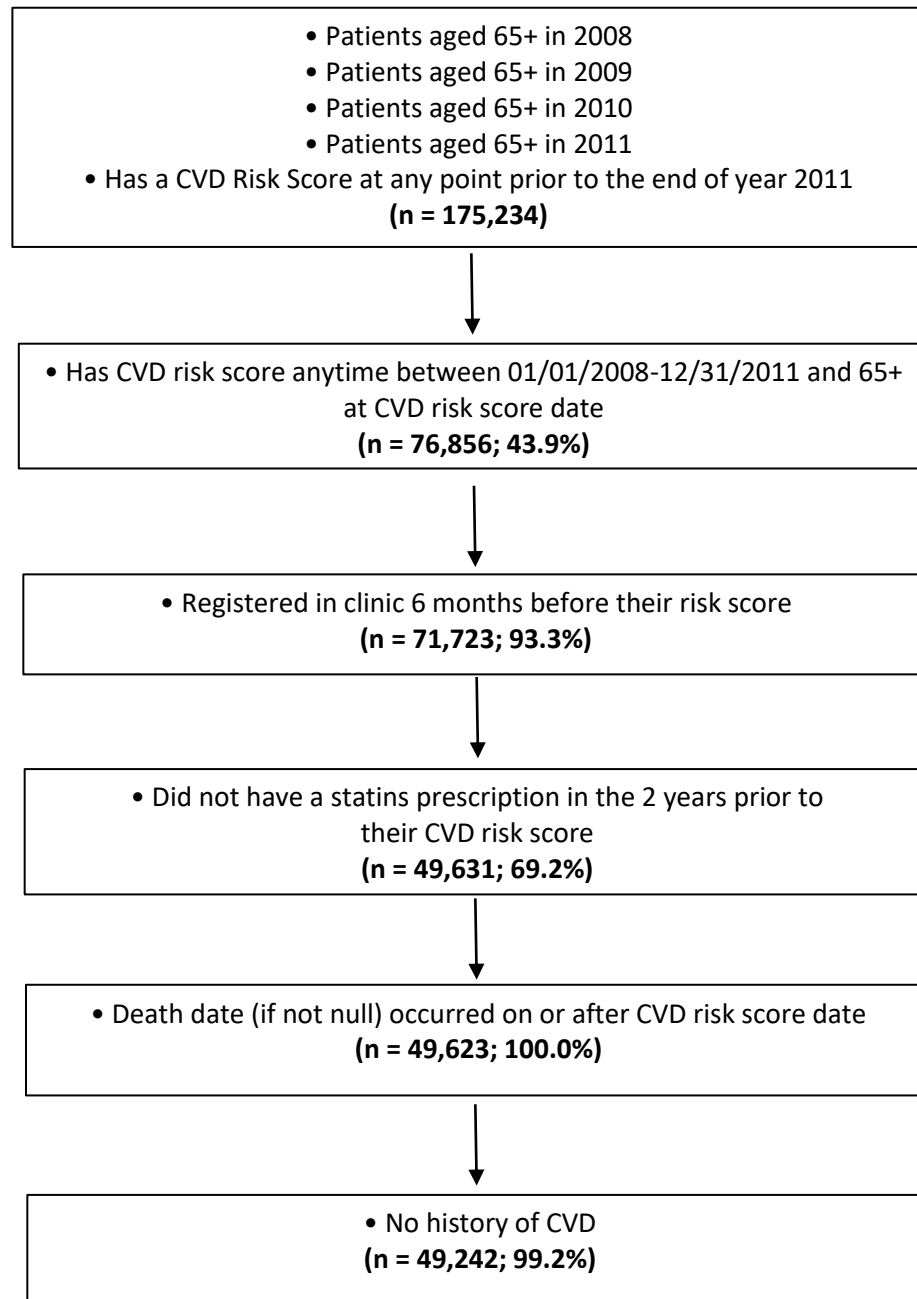 • Patients aged 65+ in 2008
• Patients aged 65+ in 2009
• Patients aged 65+ in 2010
• Patients aged 65+ in 2011
• Has a CVD Risk Score at any point prior to the end of year 2011
(n = 175,234)
• Has CVD risk score anytime between 01/01/2008-12/31/2011 and 65+
at CVD risk score date
(n = 76,856; 43.9%)
• Registered in clinic 6 months before their risk score
(n = 71,723; 93.3%)
• Did not have a statins prescription in the 2 years prior to
their CVD risk score
(n = 49,631; 69.2%)
• Death date (if not null) occurred on or after CVD risk score date
(n = 49,623; 100.0%)
• No history of CVD
(n = 49,242; 99.2%)